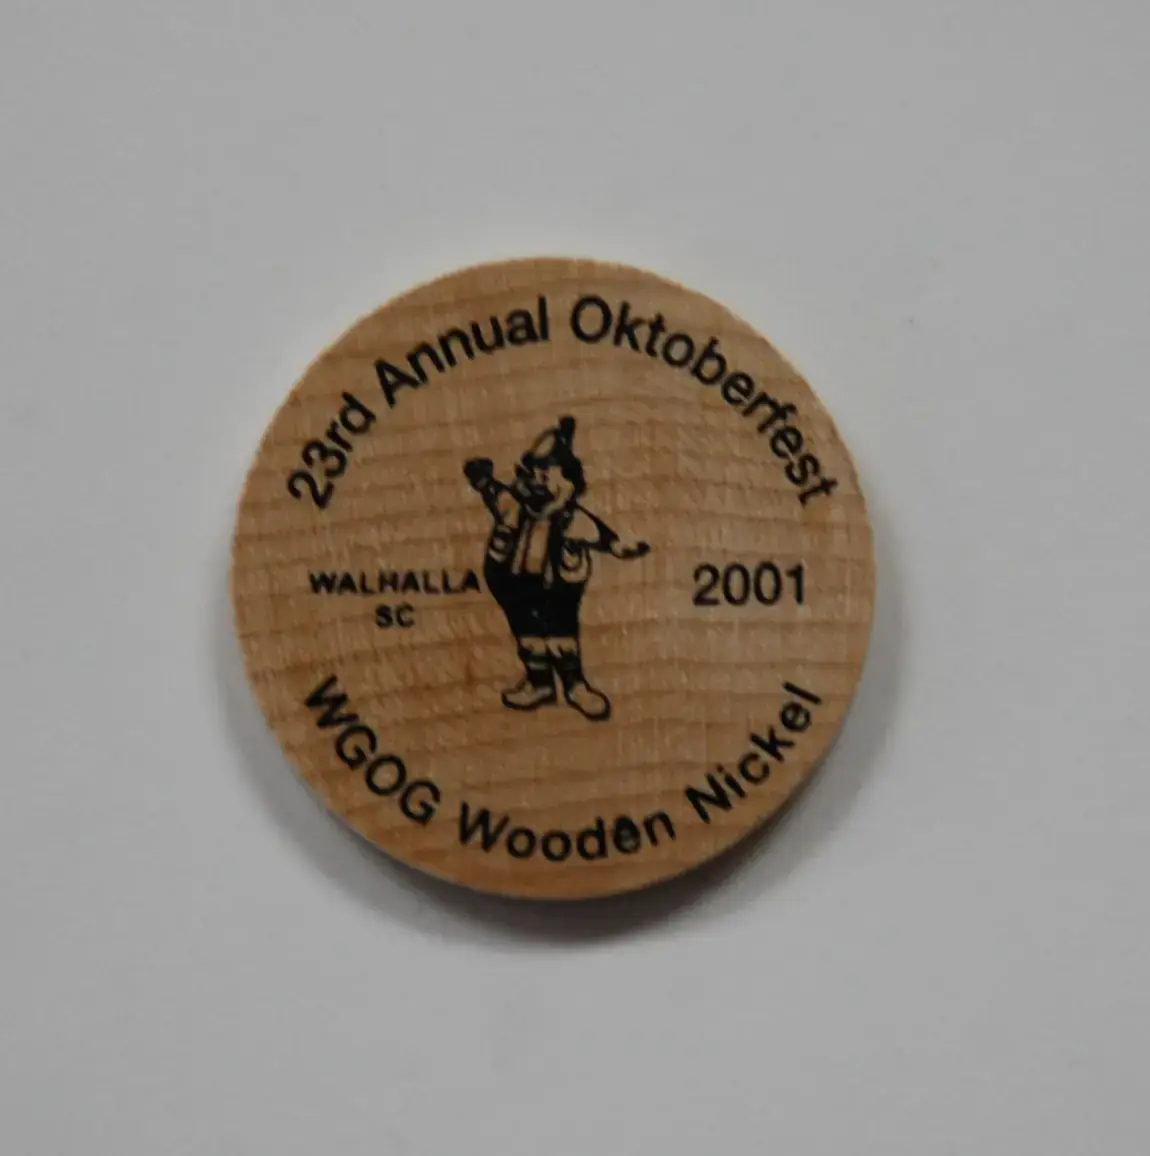 23rd Annual Oktoberfest
WALHALLA
SC
2001
WGOG Wooden Nickel